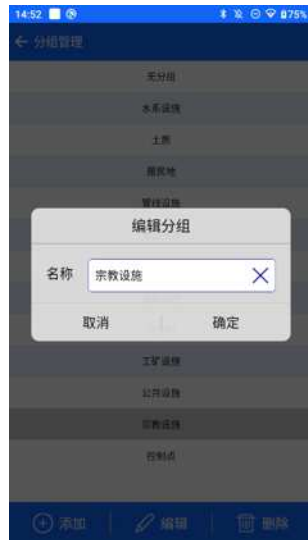 14:52
75%
分组管理
无分组
水系设施
土质
居民地
管线设施
编辑分组
名称
宗教设施
取消
确定
工矿设施
公共设施
宗教设施
控制点
添加
编辑
删除